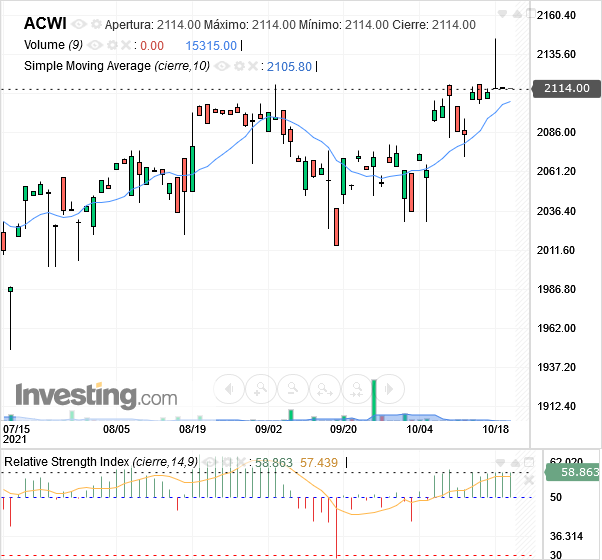 ACWI Apertura: 2114.00 Máximo: 2114.00 Mínimo: 2114.00 Cierre: 2114.00
Volume (9) : 0.00 15315.00
Simple Moving Average (cierre,10) : 2105.80
2160.40
2135.60
2114.00
2086.00
2061.20
2036.40
2011.60
1986.80
1962.00
1937.20
1912.40
Investing.com
07/15 08/05 08/19 09/02 09/20 10/04 10/18
2021
Relative Strength Index (cierre,14,9) : 58.863 57.439
62.020
58.863
50
36.314
30